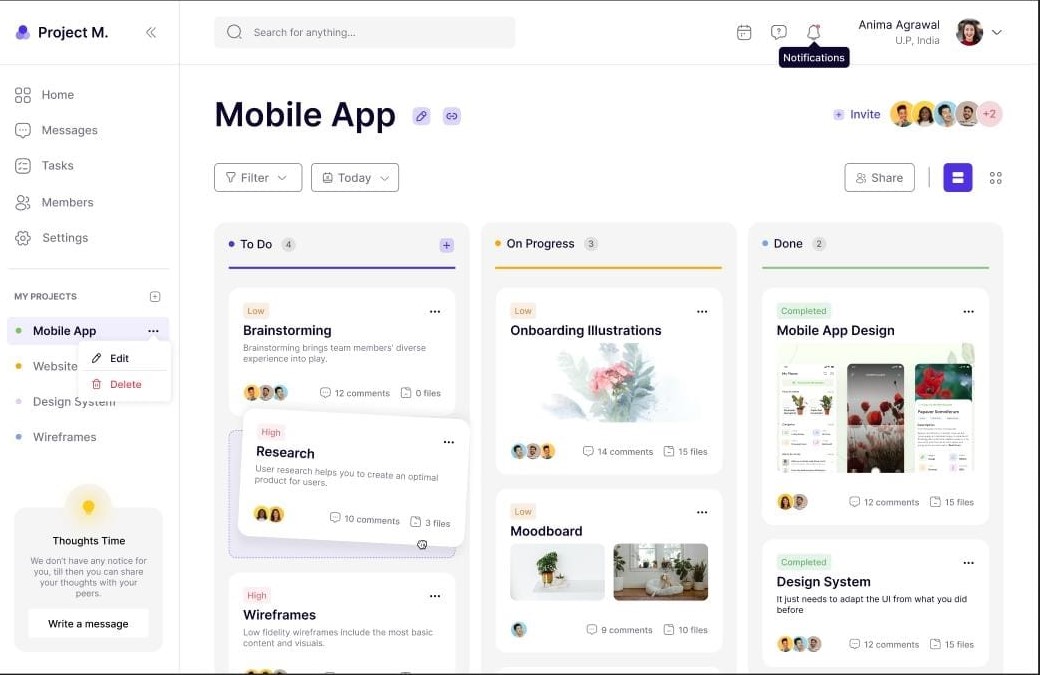 Project M.
Search for anything...
Anima Agrawal
U.P, India
Notifications
Home
Messages
Tasks
Members
Settings
MY PROJECTS
Mobile App
Website
Edit
Delete
Design System
Wireframes
Thoughts Time
We don't have any notice for
you, till then you can share
your thoughts with your
peers.
Write a message
Mobile App
Invite
+2
Filter
Today
Share
To Do 4
Low
Brainstorming
Brainstorming brings team members' diverse
experience into play.
12 comments
0 files
High
Research
User research helps you to create an optimal
product for users.
10 comments
3 files
High
Wireframes
Low fidelity wireframes include the most basic
content and visuals.
On Progress 3
Low
Onboarding Illustrations
14 comments
15 files
Low
Moodboard
9 comments
10 files
Done 2
Completed
Mobile App Design
12 comments
15 files
Completed
Design System
It just needs to adapt the UI from what you did
before
12 comments
15 files